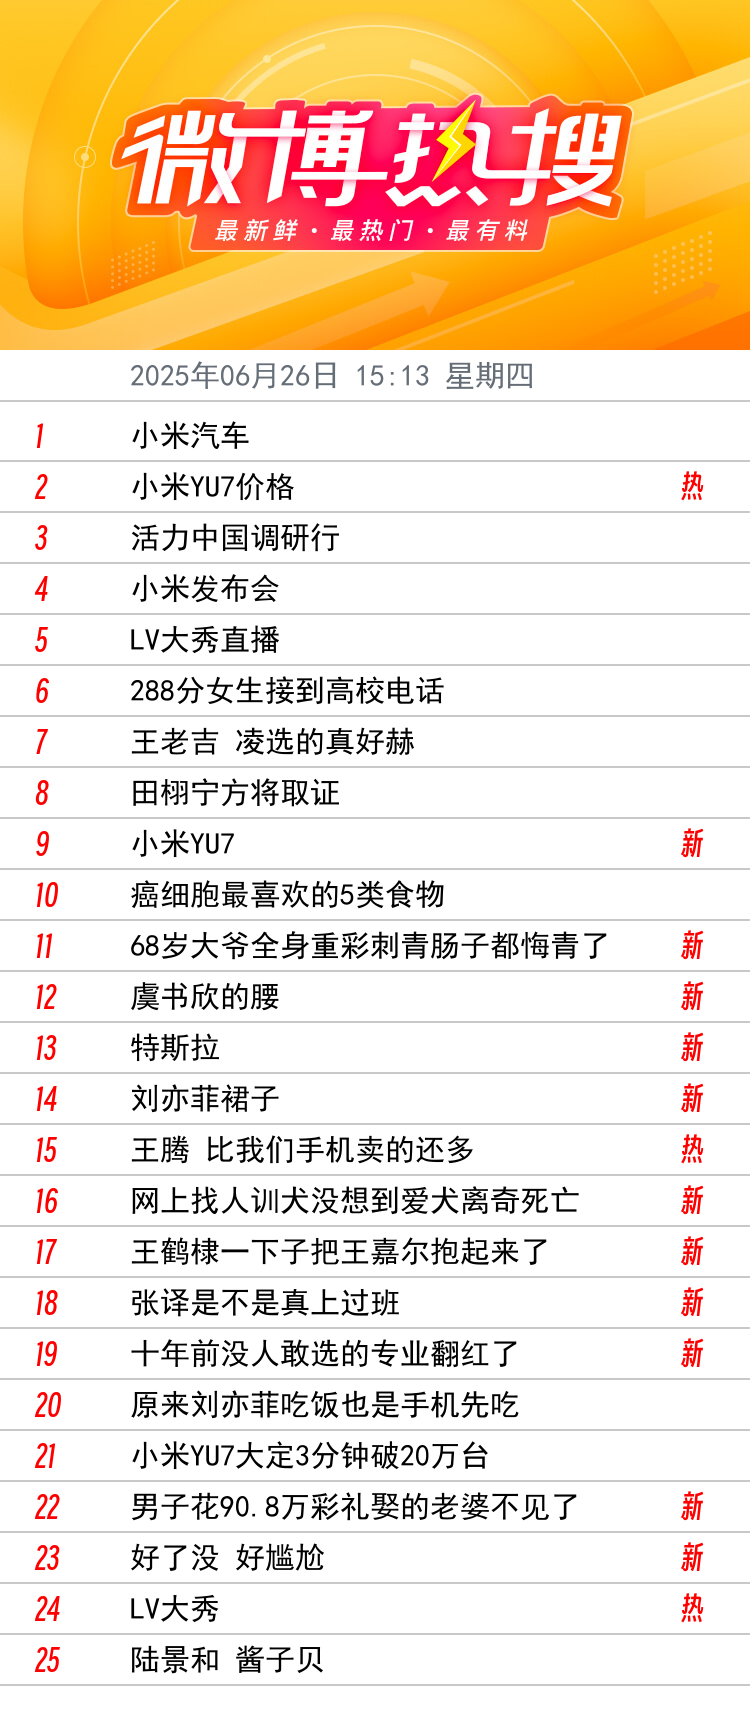 微博热搜
最新鲜·最热门·最有料
2025年06月26日 15:13 星期四
1 小米汽车
2 小米YU7价格 热
3 活力中国调研行
4 小米发布会
5 LV大秀直播
6 288分女生接到高校电话
7 王老吉 凌选的真好赫
8 田栩宁方将取证
9 小米YU7 新
10 癌细胞最喜欢的5类食物
11 68岁大爷全身重彩刺青肠子都悔青了 新
12 虞书欣的腰 新
13 特斯拉 新
14 刘亦菲裙子 新
15 王腾 比我们手机卖的还多 热
16 网上找人训犬没想到爱犬离奇死亡 新
17 王鹤棣一下子把王嘉尔抱起来了 新
18 张译是不是真上过班 新
19 十年前没人敢选的专业翻红了 新
20 原来刘亦菲吃饭也是手机先吃
21 小米YU7大定3分钟破20万台
22 男子花90.8万彩礼娶的老婆不见了 新
23 好了没 好尴尬 新
24 LV大秀 热
25 陆景和 酱子贝